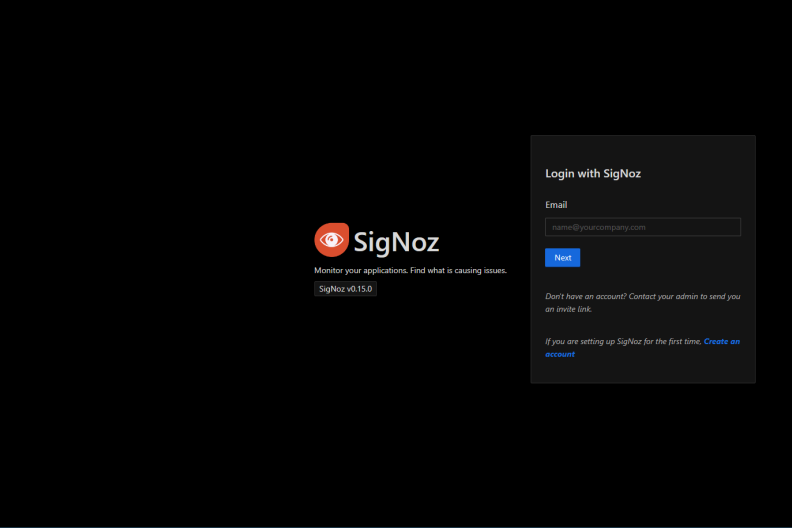 SigNoz
Monitor your applications. Find what is causing issues.
SigNoz v0.15.0
Login with SigNoz
Email
name@yourcompany.com
Next
Don't have an account? Contact your admin to send you
an invite link.
If you are setting up SigNoz for the first time, Create an
account